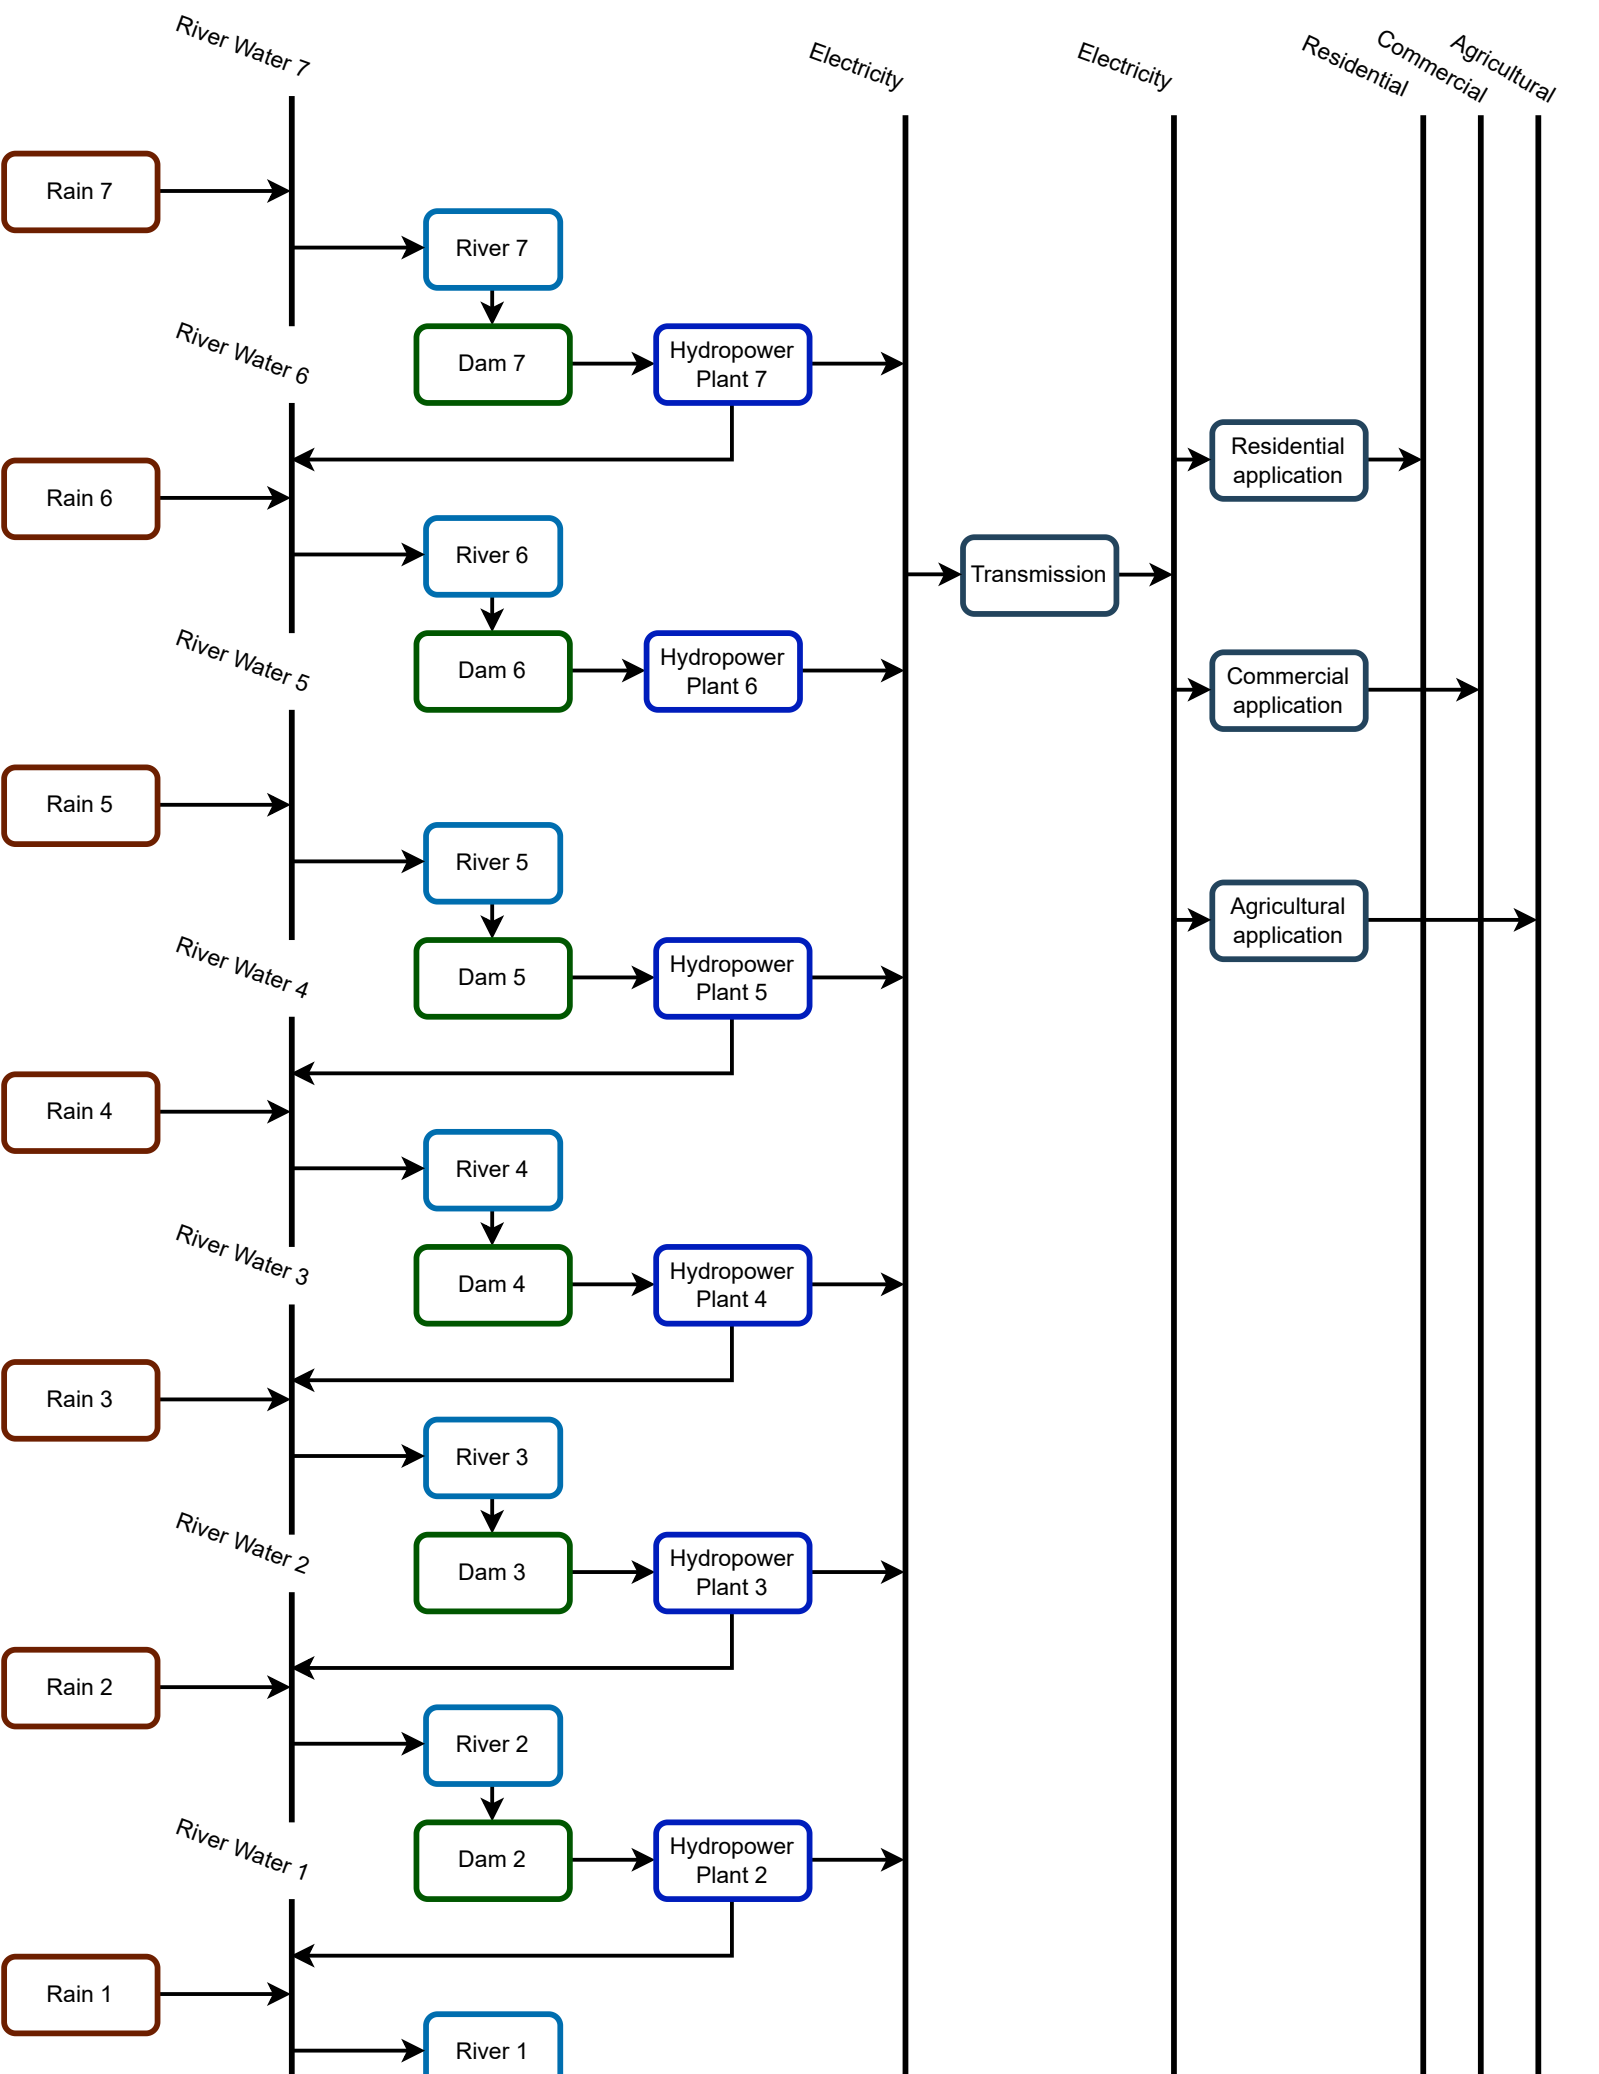 River Water 7
Electricity
Electricity
Residential
Commercial
Agricultural
Rain 7
River 7
River Water 6
Dam 7
Hydropower
Plant 7
Residential
application
Rain 6
River 6
Transmission
River Water 5
Dam 6
Hydropower
Plant 6
Commercial
application
Rain 5
River 5
Agricultural
application
River Water 4
Dam 5
Hydropower
Plant 5
Rain 4
River 4
River Water 3
Dam 4
Hydropower
Plant 4
Rain 3
River 3
River Water 2
Dam 3
Hydropower
Plant 3
Rain 2
River 2
River Water 1
Dam 2
Hydropower
Plant 2
Rain 1
River 1